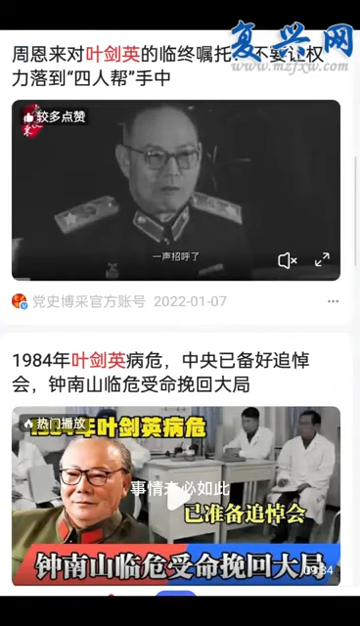 复兴网
www.mzfxw.com
周恩来对叶剑英的临终嘱托：不要让权
力落到“四人帮”手中
较多点赞
一声招呼了
党史博采官方账号 2022-01-07
1984年叶剑英病危，中央已备好追悼
会，钟南山临危受命挽回大局
热门播放
1984年叶剑英病危
事情未必如此
已准备追悼会
钟南山临危受命挽回大局